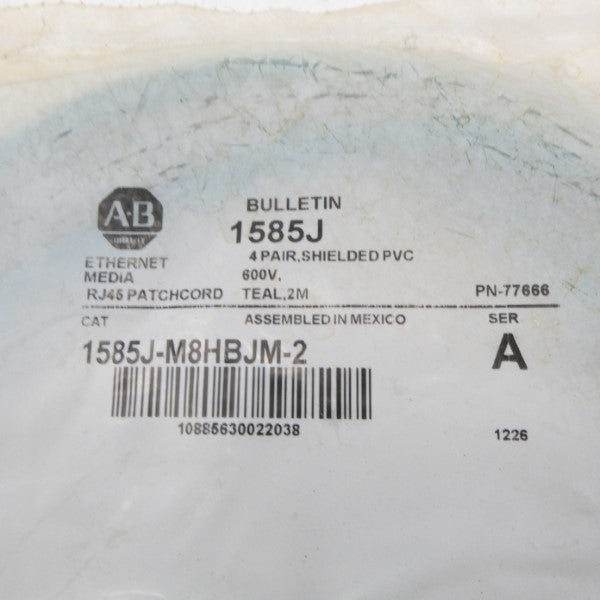 A-B
BULLETIN
1585J
4 PAIR,SHIELDED PVC
ETHERNET
MEDIA
600V,
RJ45 PATCHCORD TEAL,2M PN-77666
CAT ASSEMBLED IN MEXICO SER
1585J-M8HBJM-2 A
10885630022038
1226